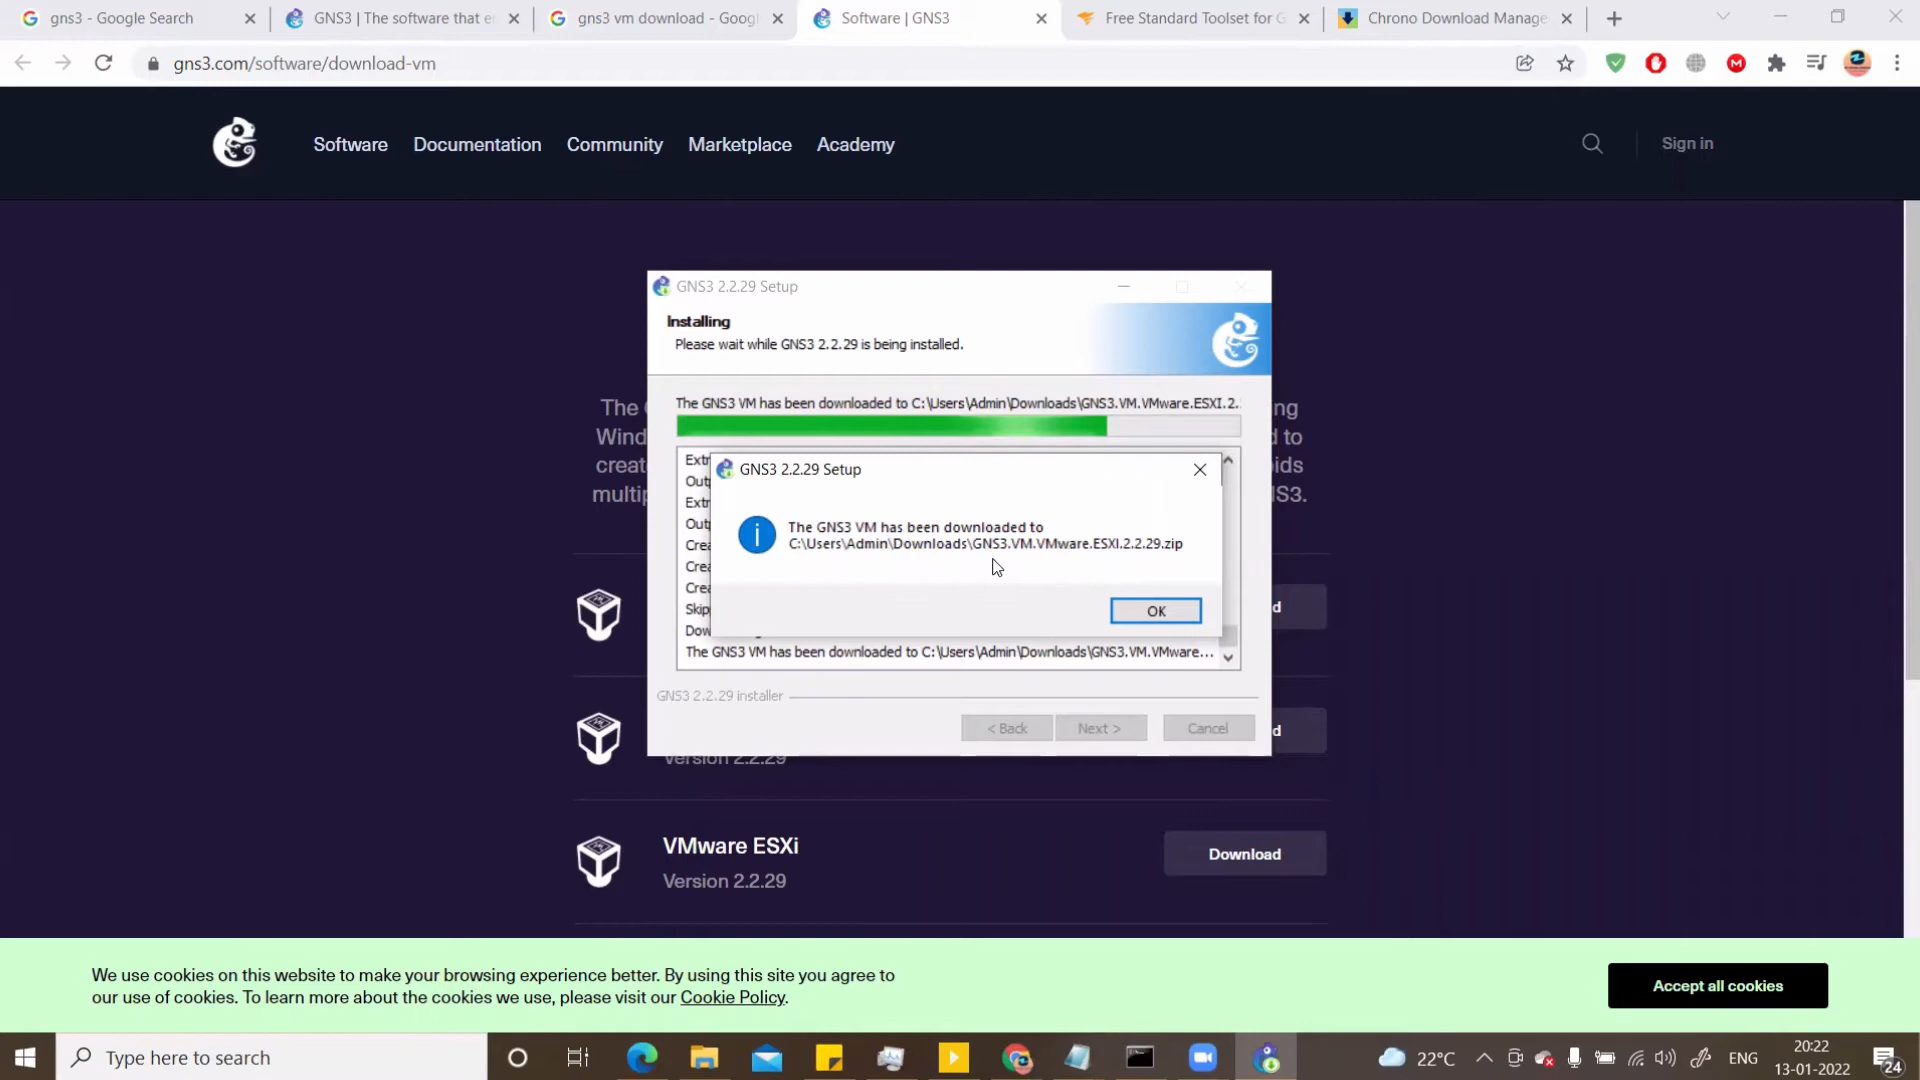 gns3 - Google Search
GNS3 | The software that e
gns3 vm download - Goog
Software | GNS3
Free Standard Toolset for G
Chrono Download Manage
gns3.com/software/download-vm
Software Documentation Community Marketplace Academy
Sign in
GNS3 2.2.29 Setup
Installing
Please wait while GNS3 2.2.29 is being installed.
The GNS3 VM has been downloaded to C:\Users\Admin\Downloads\GNS3.VM.VMware.ESXI.2.
GNS3 2.2.29 Setup
The GNS3 VM has been downloaded to
C:\Users\Admin\Downloads\GNS3.VM.VMware.ESXI.2.2.29.zip
OK
The GNS3 VM has been downloaded to C:\Users\Admin\Downloads\GNS3.VM.VMware...
GNS3 2.2.29 installer
< Back Next > Cancel
Version 2.2.29
VMware ESXi
Version 2.2.29
Download
We use cookies on this website to make your browsing experience better. By using this site you agree to
our use of cookies. To learn more about the cookies we use, please visit our Cookie Policy.
Accept all cookies
Type here to search
22°C
ENG
20:22
13-01-2022
24